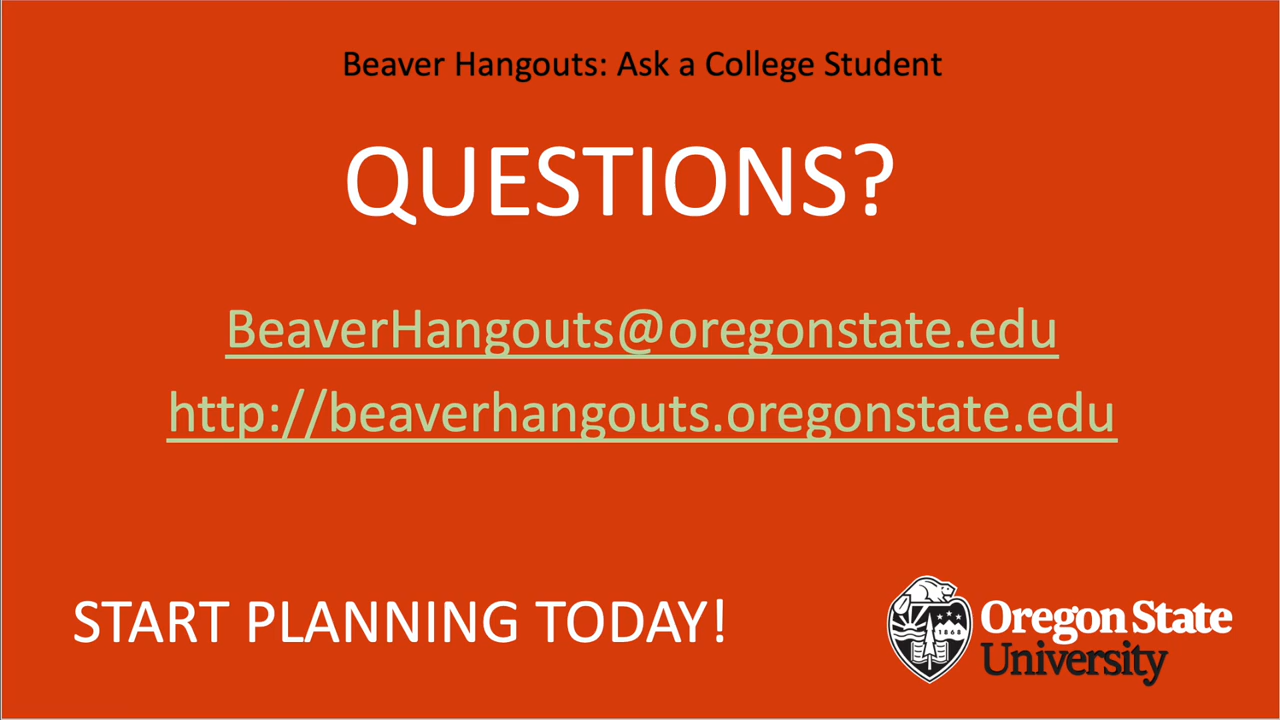 Beaver Hangouts: Ask a College Student
QUESTIONS?
BeaverHangouts@oregonstate.edu
http://beaverhangouts.oregonstate.edu
START PLANNING TODAY!
1868
Oregon State
University